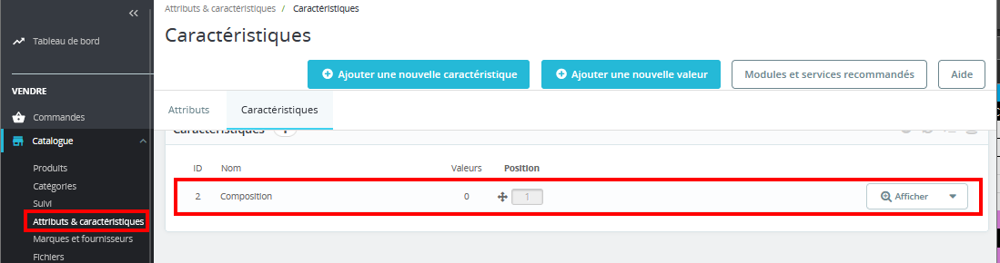 Attributs & caractéristiques / Caractéristiques
Tableau de bord
Caractéristiques
Ajouter une nouvelle caractéristique Ajouter une nouvelle valeur Modules et services recommandés Aide
VENDRE
Attributs Caractéristiques
Commandes
Caractéristiques
Catalogue
ID Nom Valeurs Position
Produits
Catégories
2 Composition 0 1 Afficher
Suivi
Attributs & caractéristiques
Marques et fournisseurs
Fichiers